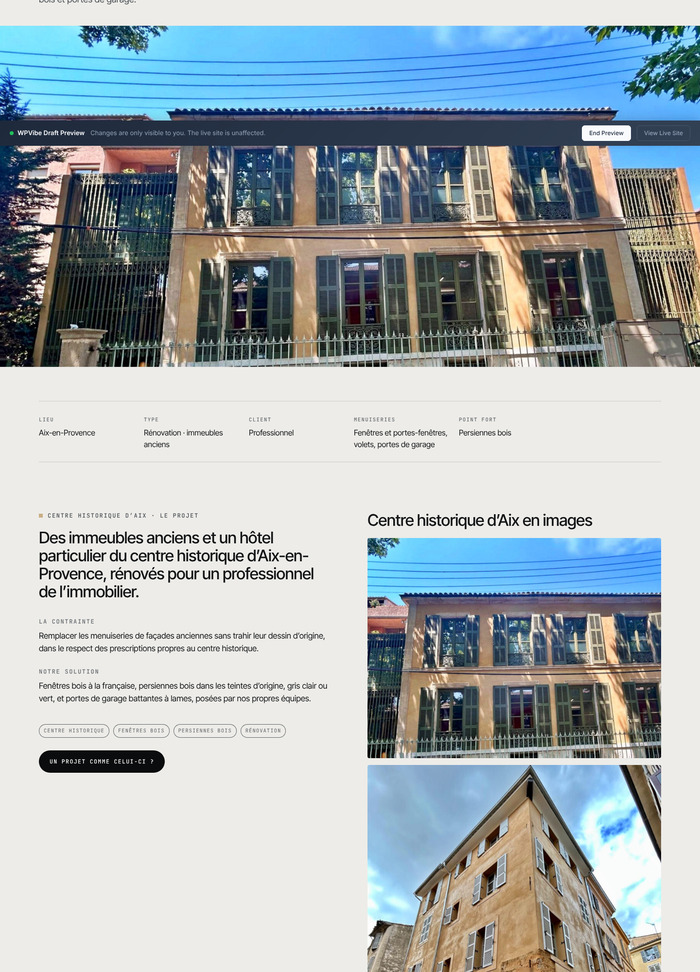 bois et portes de garage.
WPVibe Draft Preview Changes are only visible to you. The live site is unaffected. End Preview View Live Site
LIEU
Aix-en-Provence
TYPE
Rénovation · immeubles
anciens
CLIENT
Professionnel
MENUISERIES
Fenêtres et portes-fenêtres,
volets, portes de garage
POINT FORT
Persiennes bois
CENTRE HISTORIQUE D'AIX · LE PROJET
Des immeubles anciens et un hôtel
particulier du centre historique d’Aix-en-
Provence, rénovés pour un professionnel
de l’immobilier.
LA CONTRAINTE
Remplacer les menuiseries de façades anciennes sans trahir leur dessin d’origine,
dans le respect des prescriptions propres au centre historique.
NOTRE SOLUTION
Fenêtres bois à la française, persiennes bois dans les teintes d’origine, gris clair ou
vert, et portes de garage battantes à lames, posées par nos propres équipes.
CENTRE HISTORIQUE FENÊTRES BOIS PERSIENNES BOIS RÉNOVATION
UN PROJET COMME CELUI-CI ?
Centre historique d’Aix en images